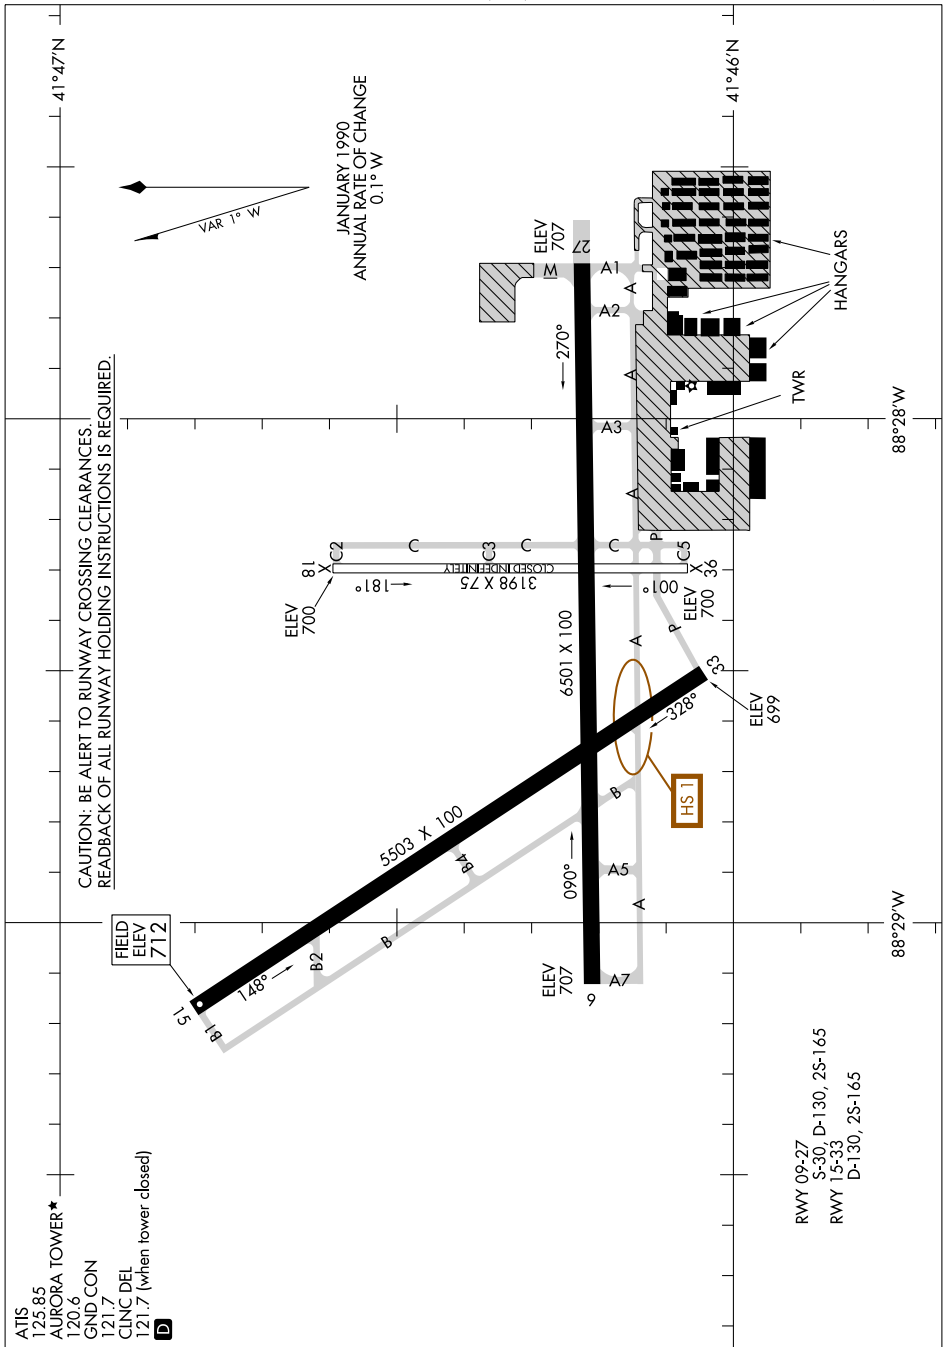 ATIS
125.85
AURORA TOWER★
120.6
GND CON
121.7
CLNC DEL
121.7 (when tower closed)
D
CAUTION: BE ALERT TO RUNWAY CROSSING CLEARANCES.
READBACK OF ALL RUNWAY HOLDING INSTRUCTIONS IS REQUIRED.
41°47'N
VAR 1° W
JANUARY 1990
ANNUAL RATE OF CHANGE
0.1° W
FIELD
ELEV
712
15
148°
B1
B2
B
B4
5503 X 100
ELEV
700
18
X
181°
C2
C
C3
C
C
C5
3198 X 75
CLOSED INDEFINITELY
001°
X
36
ELEV
700
ELEV
707
9
090°
6501 X 100
270°
ELEV
707
27
W
A1
A2
A3
A5
A7
A
A
A
A
A
B
P
P
HS 1
328°
33
ELEV
699
TWR
HANGARS
41°46'N
88°28'W
88°29'W
RWY 09-27
S-30, D-130, 2S-165
RWY 15-33
D-130, 2S-165